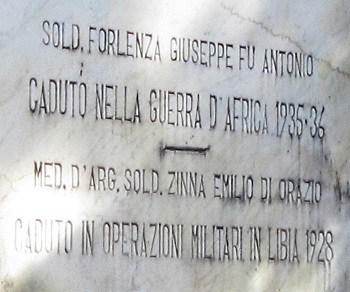 SOLD. FORLENZA GIUSEPPE FU ANTONIO
CADUTO NELLA GUERRA D'AFRICA 1935-36
MED. D'ARG. SOLD. ZINNA EMILIO DI ORAZIO
CADUTO IN OPERAZIONI MILITARI IN LIBIA 1928